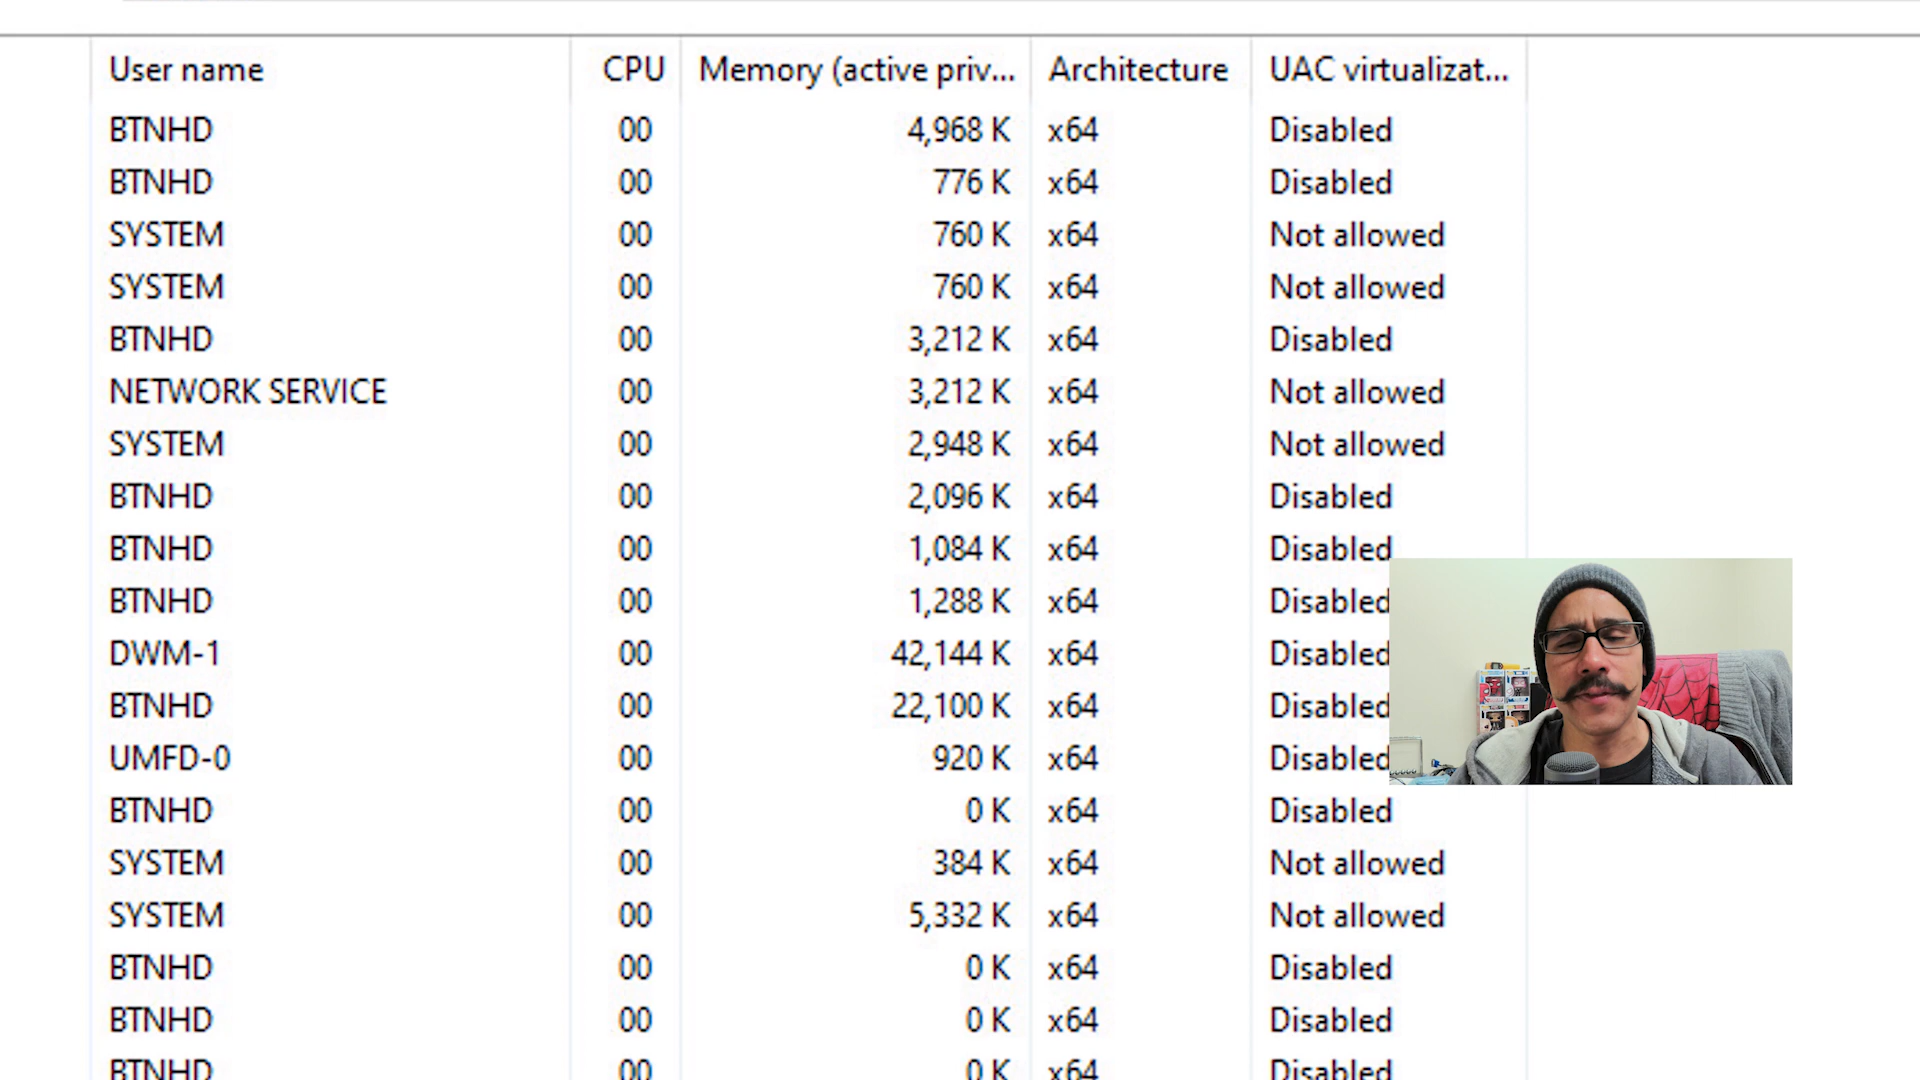 User name CPU Memory (active priv... Architecture UAC virtualizat...
BTNHD 00 4,968 K x64 Disabled
BTNHD 00 776 K x64 Disabled
SYSTEM 00 760 K x64 Not allowed
SYSTEM 00 760 K x64 Not allowed
BTNHD 00 3,212 K x64 Disabled
NETWORK SERVICE 00 3,212 K x64 Not allowed
SYSTEM 00 2,948 K x64 Not allowed
BTNHD 00 2,096 K x64 Disabled
BTNHD 00 1,084 K x64 Disabled
BTNHD 00 1,288 K x64 Disabled
DWM-1 00 42,144 K x64 Disabled
BTNHD 00 22,100 K x64 Disabled
UMFD-0 00 920 K x64 Disabled
BTNHD 00 0 K x64 Disabled
SYSTEM 00 384 K x64 Not allowed
SYSTEM 00 5,332 K x64 Not allowed
BTNHD 00 0 K x64 Disabled
BTNHD 00 0 K x64 Disabled
BTNHD 00 0 K x64 Disabled